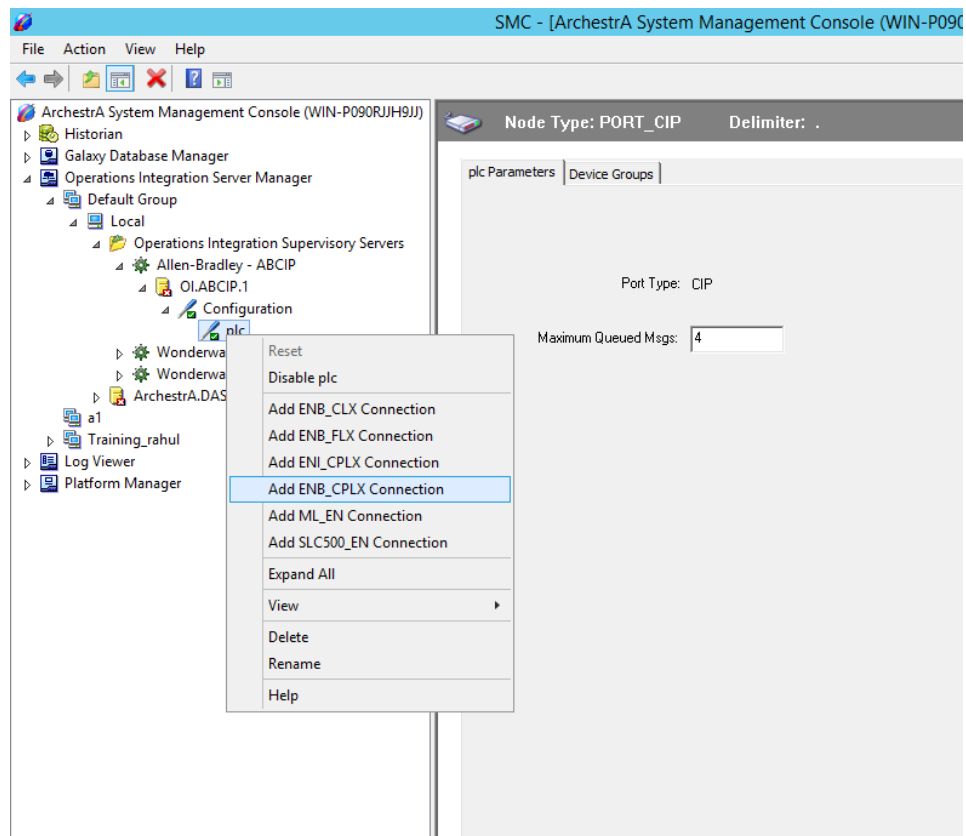 SMC - [ArchestrA System Management Console (WIN-P090
File Action View Help
ArchestrA System Management Console (WIN-P090RJJH9JJ)
Historian
Galaxy Database Manager
Operations Integration Server Manager
Default Group
Local
Operations Integration Supervisory Servers
Allen-Bradley - ABCIP
OI.ABCIP.1
Configuration
plc
Wonderwa
Wonderwa
ArchestrA.DAS
a1
Training_rahul
Log Viewer
Platform Manager
Reset
Disable plc
Add ENB_CLX Connection
Add ENB_FLX Connection
Add ENI_CPLX Connection
Add ENB_CPLX Connection
Add ML_EN Connection
Add SLC500_EN Connection
Expand All
View
Delete
Rename
Help
Node Type: PORT_CIP Delimiter: .
plc Parameters Device Groups
Port Type: CIP
Maximum Queued Msgs: 4